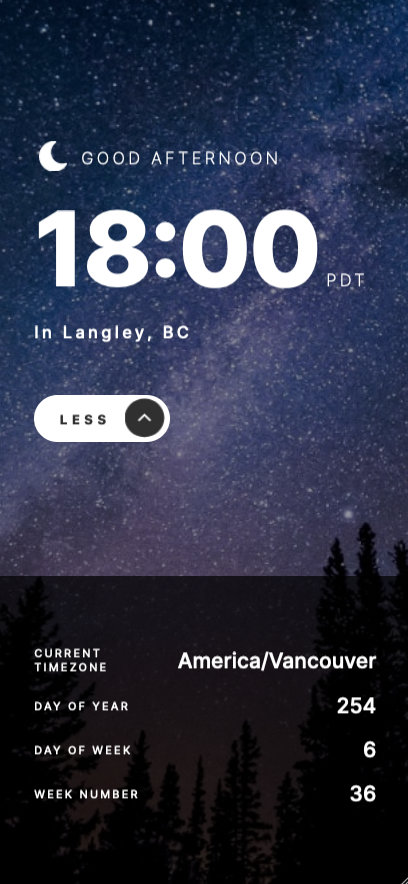 GOOD AFTERNOON
18:00 PDT
In Langley, BC
LESS
CURRENT
TIMEZONE
America/Vancouver
DAY OF YEAR
254
DAY OF WEEK
6
WEEK NUMBER
36